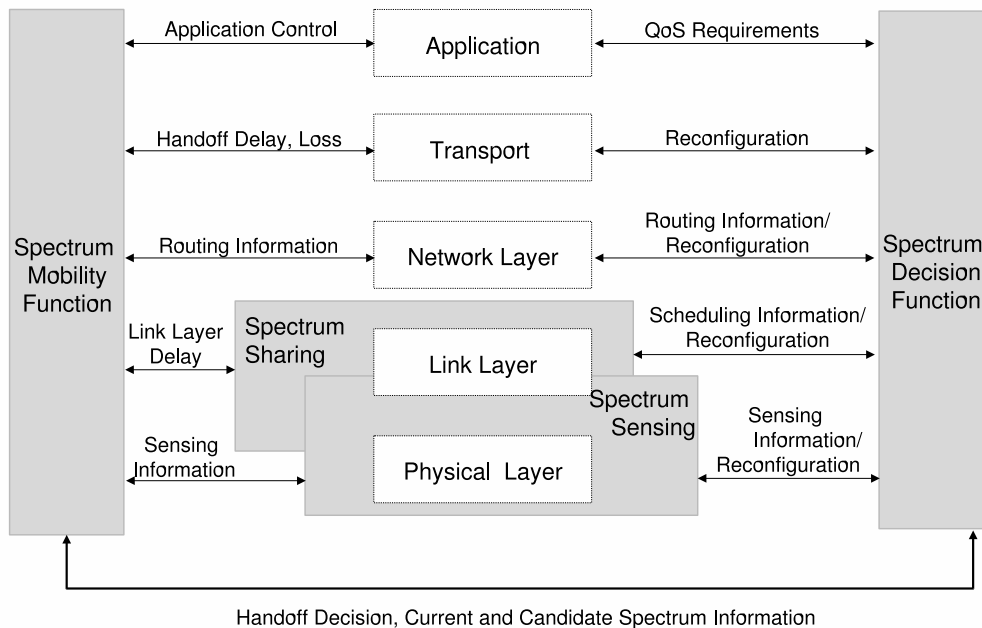 Application Control
Application
QoS Requirements
Handoff Delay, Loss
Transport
Reconfiguration
Spectrum
Mobility
Function
Routing Information
Network Layer
Routing Information/
Reconfiguration
Spectrum
Decision
Function
Link Layer
Delay
Spectrum
Sharing
Link Layer
Scheduling Information/
Reconfiguration
Spectrum
Sensing
Sensing
Information
Physical Layer
Sensing
Information/
Reconfiguration
Handoff Decision, Current and Candidate Spectrum Information